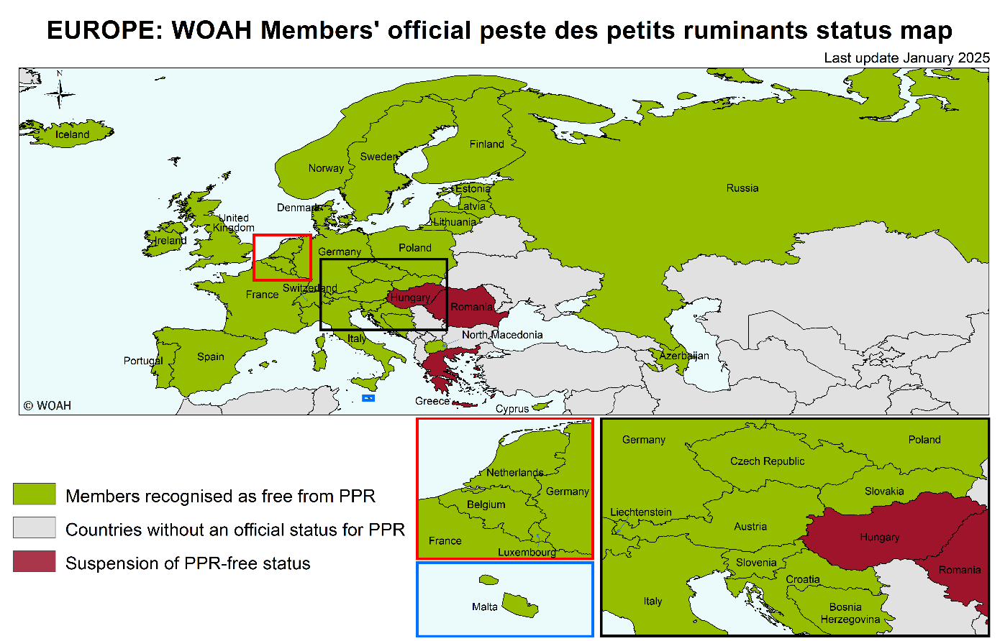 EUROPE: WOAH Members' official peste des petits ruminants status map
Last update January 2025
N
Iceland
Norway
Sweden
Finland
Russia
Estonia
Latvia
Lithuania
Denmark
United
Kingdom
Ireland
Germany
Poland
Switzerland
France
Hungary
Romania
Italy
North Macedonia
Portugal
Spain
Azerbaijan
Greece
Cyprus
© WOAH
Members recognised as free from PPR
Countries without an official status for PPR
Suspension of PPR-free status
Netherlands
Germany
Belgium
France
Luxembourg
Malta
Germany
Poland
Czech Republic
Slovakia
Liechtenstein
Austria
Hungary
Slovenia
Romania
Croatia
Italy
Bosnia
Herzegovina